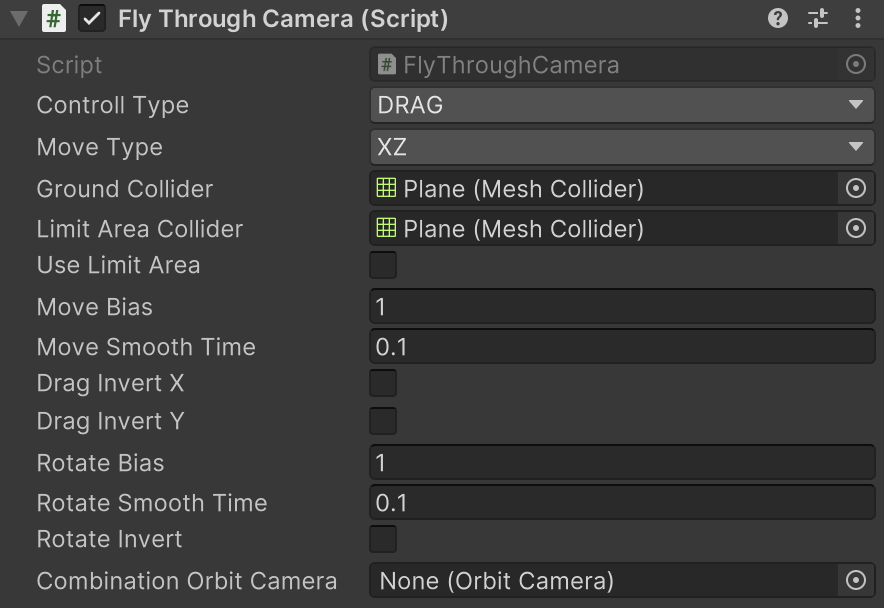 Fly Through Camera (Script)
Script FlyThroughCamera
Controll Type DRAG
Move Type XZ
Ground Collider Plane (Mesh Collider)
Limit Area Collider Plane (Mesh Collider)
Use Limit Area
Move Bias 1
Move Smooth Time 0.1
Drag Invert X
Drag Invert Y
Rotate Bias 1
Rotate Smooth Time 0.1
Rotate Invert
Combination Orbit Camera None (Orbit Camera)